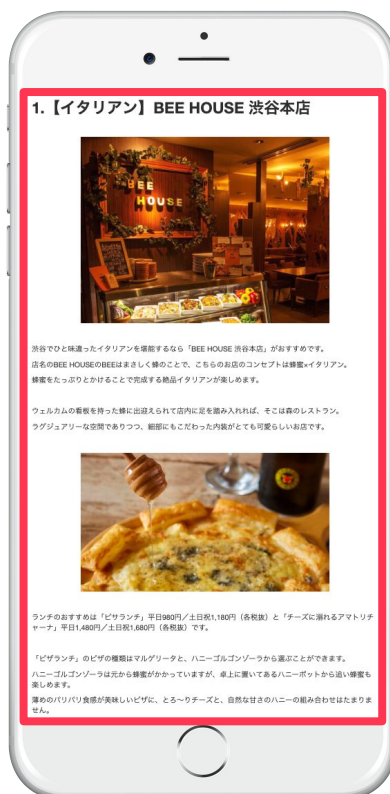 1.【イタリアン】BEE HOUSE 渋谷本店
BEE
HOUSE
渋谷でひと味違ったイタリアンを堪能するなら「BEE HOUSE 渋谷本店」がおすすめです。
店名のBEE HOUSEのBEEはまさしく蜂のことで、こちらのお店のコンセプトは蜂蜜×イタリアン。
蜂蜜をたっぷりとかけることで完成する絶品イタリアンが楽しめます。
ウェルカムの看板を持った蜂に出迎えられて店内に足を踏み入れれば、そこは森のレストラン。
ラグジュアリーな空間でありつつ、細部にもこだわった内装がとても可愛らしいお店です。
ランチのおすすめは「ピザランチ」平日980円／土日祝1,180円（各税抜）と「チーズに溺れるアマトリ
チャーナ」平日1,480円／土日祝1,680円（各税抜）です。
「ピザランチ」のピザの種類はマルゲリータと、ハニーゴルゴンゾーラから選ぶことができます。
ハニーゴルゴンゾーラは元から蜂蜜がかかっていますが、卓上に置いてあるハニーポットから追い蜂蜜も
楽しめます。
薄めのパリパリ食感が美味しいピザに、とろ〜りチーズと、自然な甘さのハニーの組み合わせはたまりま
せん。